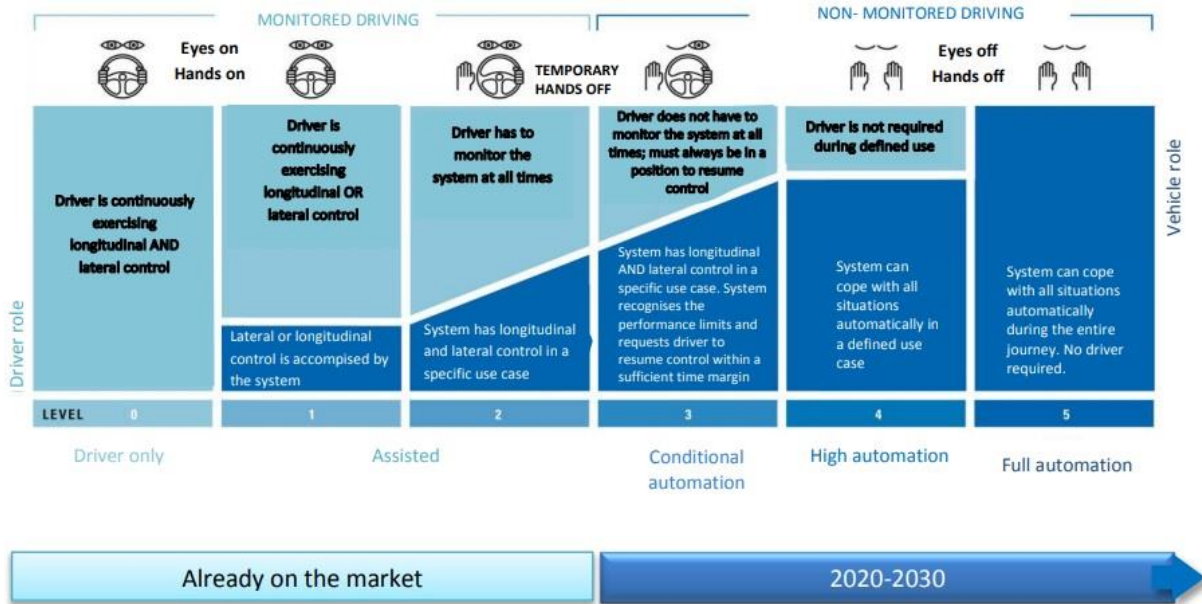 MONITORED DRIVING
NON- MONITORED DRIVING
Eyes on
Hands on
TEMPORARY
HANDS OFF
Eyes off
Hands off
Driver role
Driver is continuously
exercising
longitudinal AND
lateral control
Driver is
continuously
exercising
longitudinal OR
lateral control
Driver has to
monitor the
system at all times
Driver does not have to
monitor the system at all
times; must always be in a
position to resume
control
Driver is not required
during defined use
Lateral or longitudinal
control is accompised by
the system
System has longitudinal
and lateral control in a
specific use case
System has longitudinal
AND lateral control in a
specific use case. System
recognises the
performance limits and
requests driver to
resume control within a
sufficient time margin
System can
cope with all
situations
automatically in
a defined use
case
System can cope
with all situations
automatically
during the entire
journey. No driver
required.
Vehicle role
LEVEL 0 1 2 3 4 5
Driver only
Assisted
Conditional
automation
High automation
Full automation
Already on the market
2020-2030